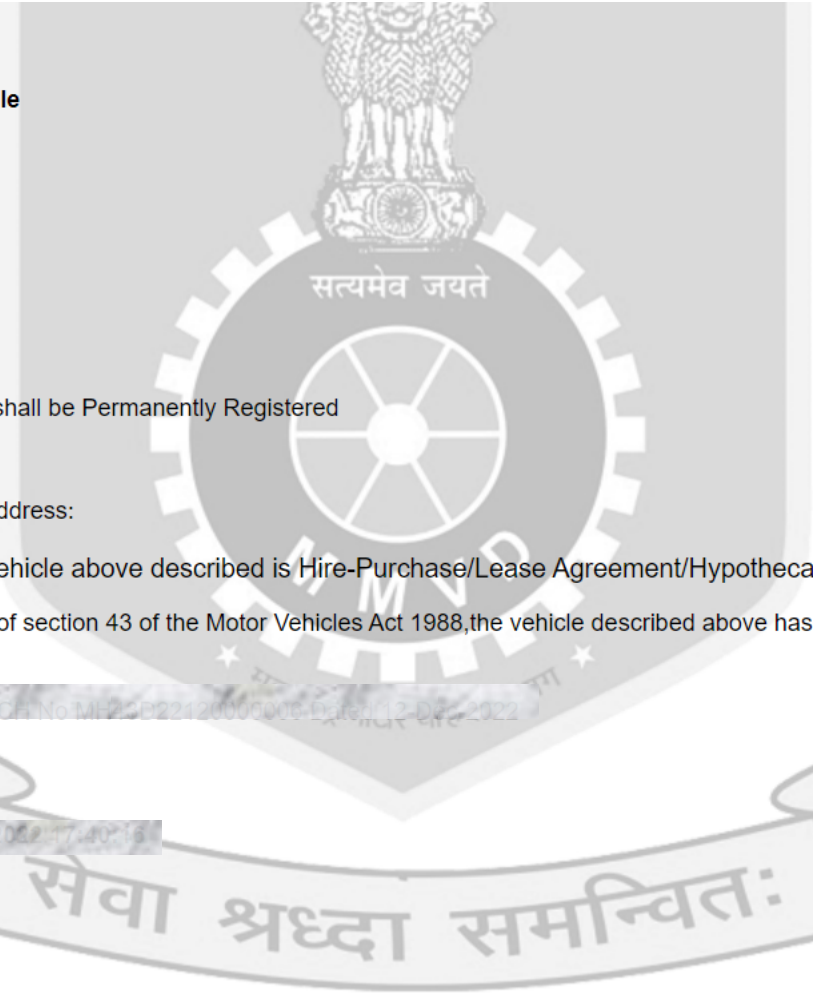 le
सत्यमेव जयते
shall be Permanently Registered
ddress:
ehicle above described is Hire-Purchase/Lease Agreement/Hypotheca
MMVD
of section 43 of the Motor Vehicles Act 1988,the vehicle described above has
सेवा श्रध्दा समन्वितः